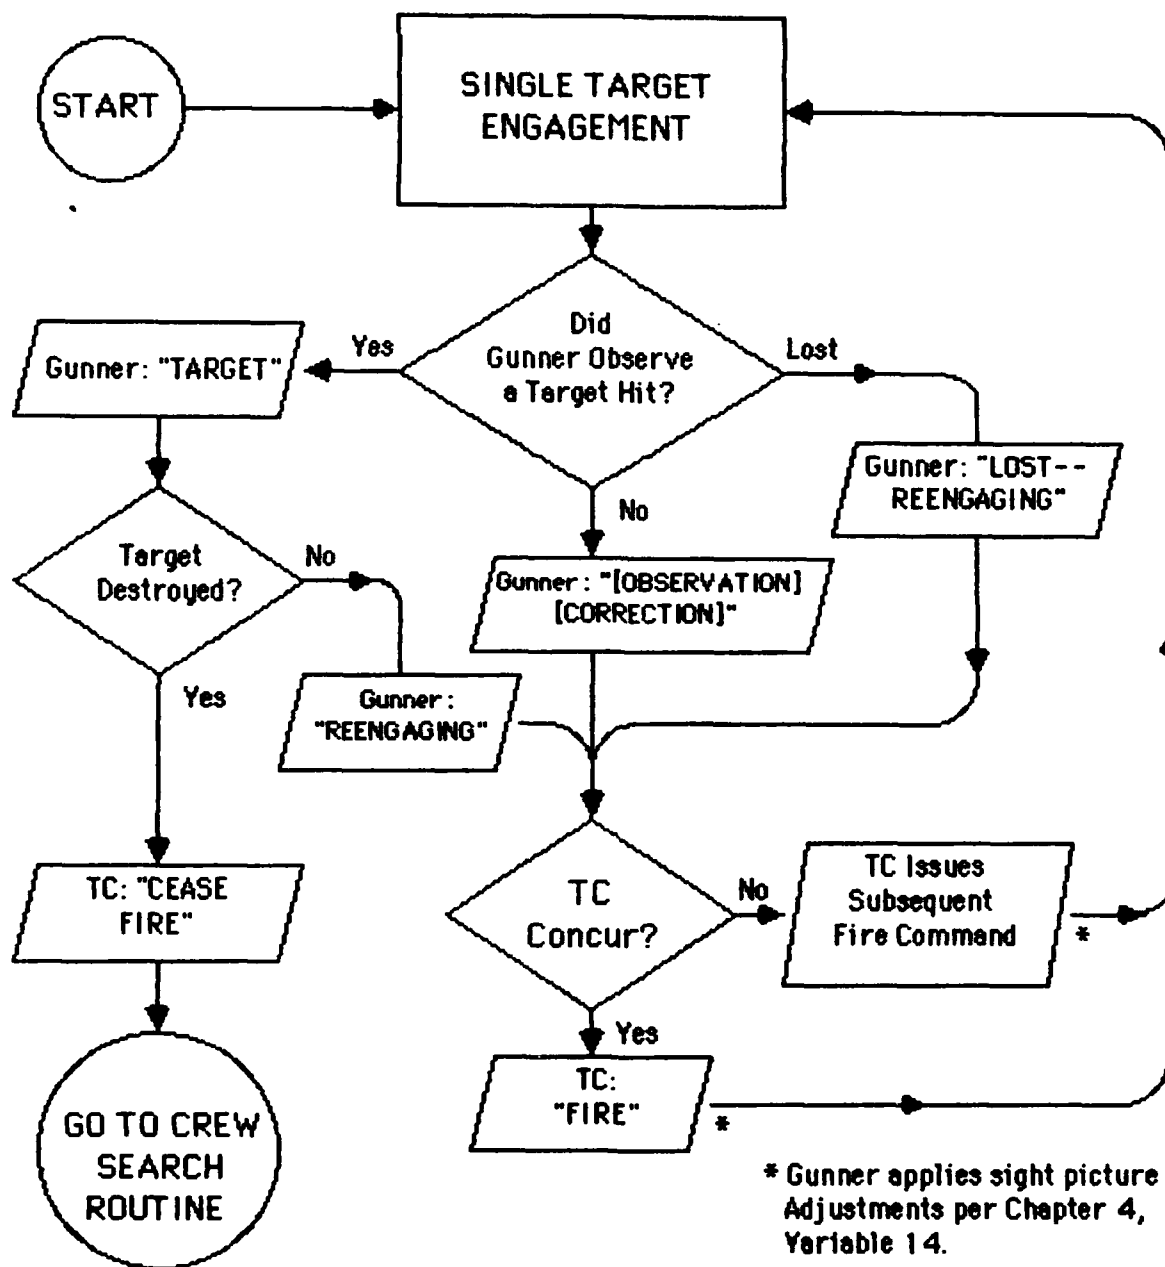 START
SINGLE TARGET
ENGAGEMENT
Did
Gunner Observe
a Target Hit?
Yes
Lost
No
Gunner: "TARGET"
Gunner: "LOST--
REENGAGING"
Target
Destroyed?
No
Yes
Gunner: "[OBSERVATION]
[CORRECTION]"
Gunner:
"REENGAGING"
TC: "CEASE
FIRE"
TC
Concur?
No
Yes
TC Issues
Subsequent
Fire Command
*
TC:
"FIRE"
*
GO TO CREW
SEARCH
ROUTINE
* Gunner applies sight picture
Adjustments per Chapter 4,
Variable 14.